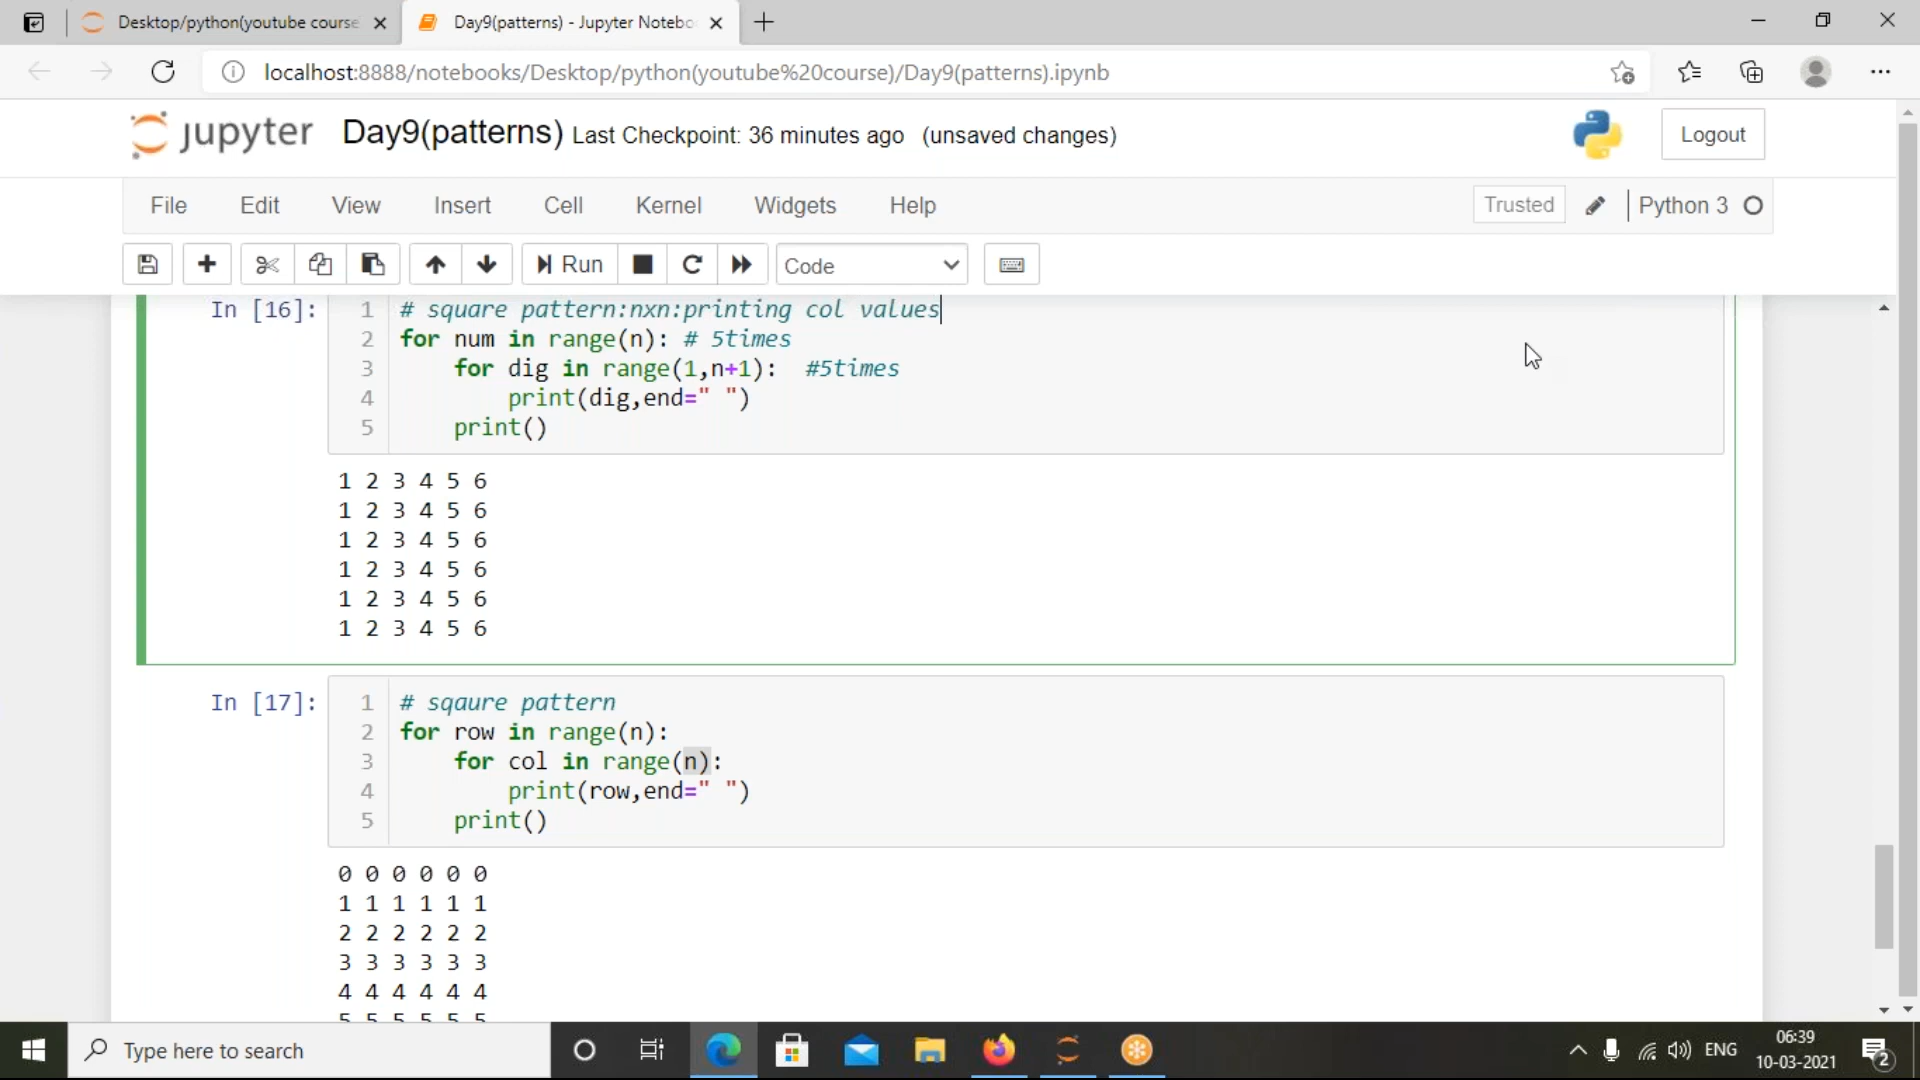 Desktop/python(youtube course
Day9(patterns) - Jupyter Notebo
localhost:8888/notebooks/Desktop/python(youtube%20course)/Day9(patterns).ipynb
jupyter Day9(patterns) Last Checkpoint: 36 minutes ago (unsaved changes)
Logout
File Edit View Insert Cell Kernel Widgets Help
Trusted Python 3
Run Code
In [16]:
1 # square pattern:nxn:printing col values
2 for num in range(n): # 5times
3 for dig in range(1,n+1): #5times
4 print(dig,end=" ")
5 print()
1 2 3 4 5 6
1 2 3 4 5 6
1 2 3 4 5 6
1 2 3 4 5 6
1 2 3 4 5 6
1 2 3 4 5 6
In [17]:
1 # sqaure pattern
2 for row in range(n):
3 for col in range(n):
4 print(row,end=" ")
5 print()
0 0 0 0 0 0
1 1 1 1 1 1
2 2 2 2 2 2
3 3 3 3 3 3
4 4 4 4 4 4
5 5 5 5 5 5
Type here to search
ENG
06:39
10-03-2021
2